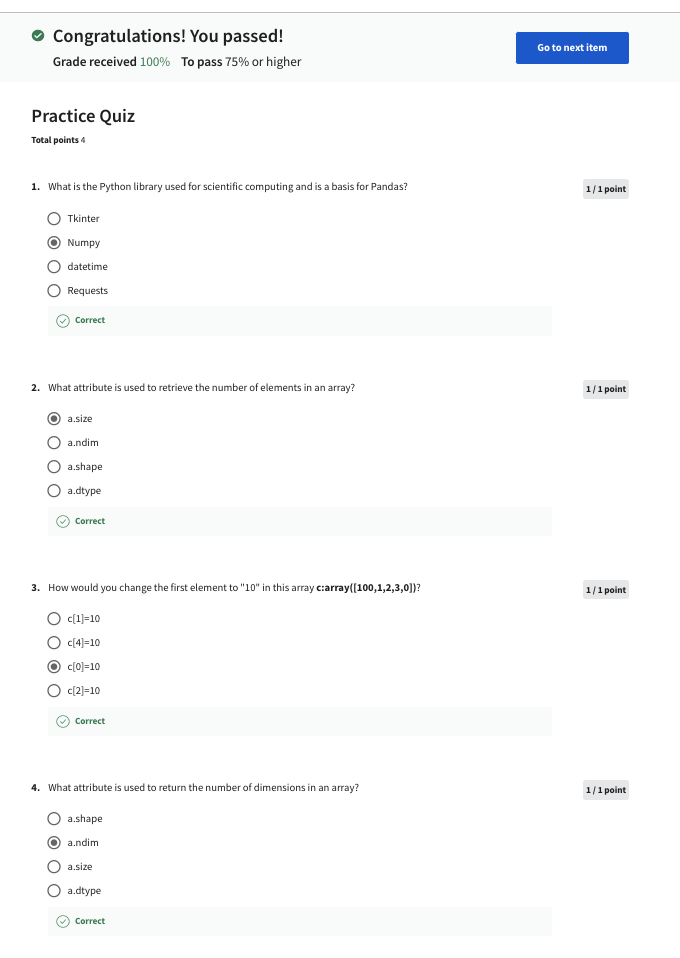 Congratulations! You passed!
Go to next item
Grade received 100% To pass 75% or higher
Practice Quiz
Total points 4
1. What is the Python library used for scientific computing and is a basis for Pandas?
1 / 1 point
Tkinter
Numpy
datetime
Requests
Correct
2. What attribute is used to retrieve the number of elements in an array?
1 / 1 point
a.size
a.ndim
a.shape
a.dtype
Correct
3. How would you change the first element to "10" in this array c:array([100,1,2,3,0])?
1 / 1 point
c[1]=10
c[4]=10
c[0]=10
c[2]=10
Correct
4. What attribute is used to return the number of dimensions in an array?
1 / 1 point
a.shape
a.ndim
a.size
a.dtype
Correct